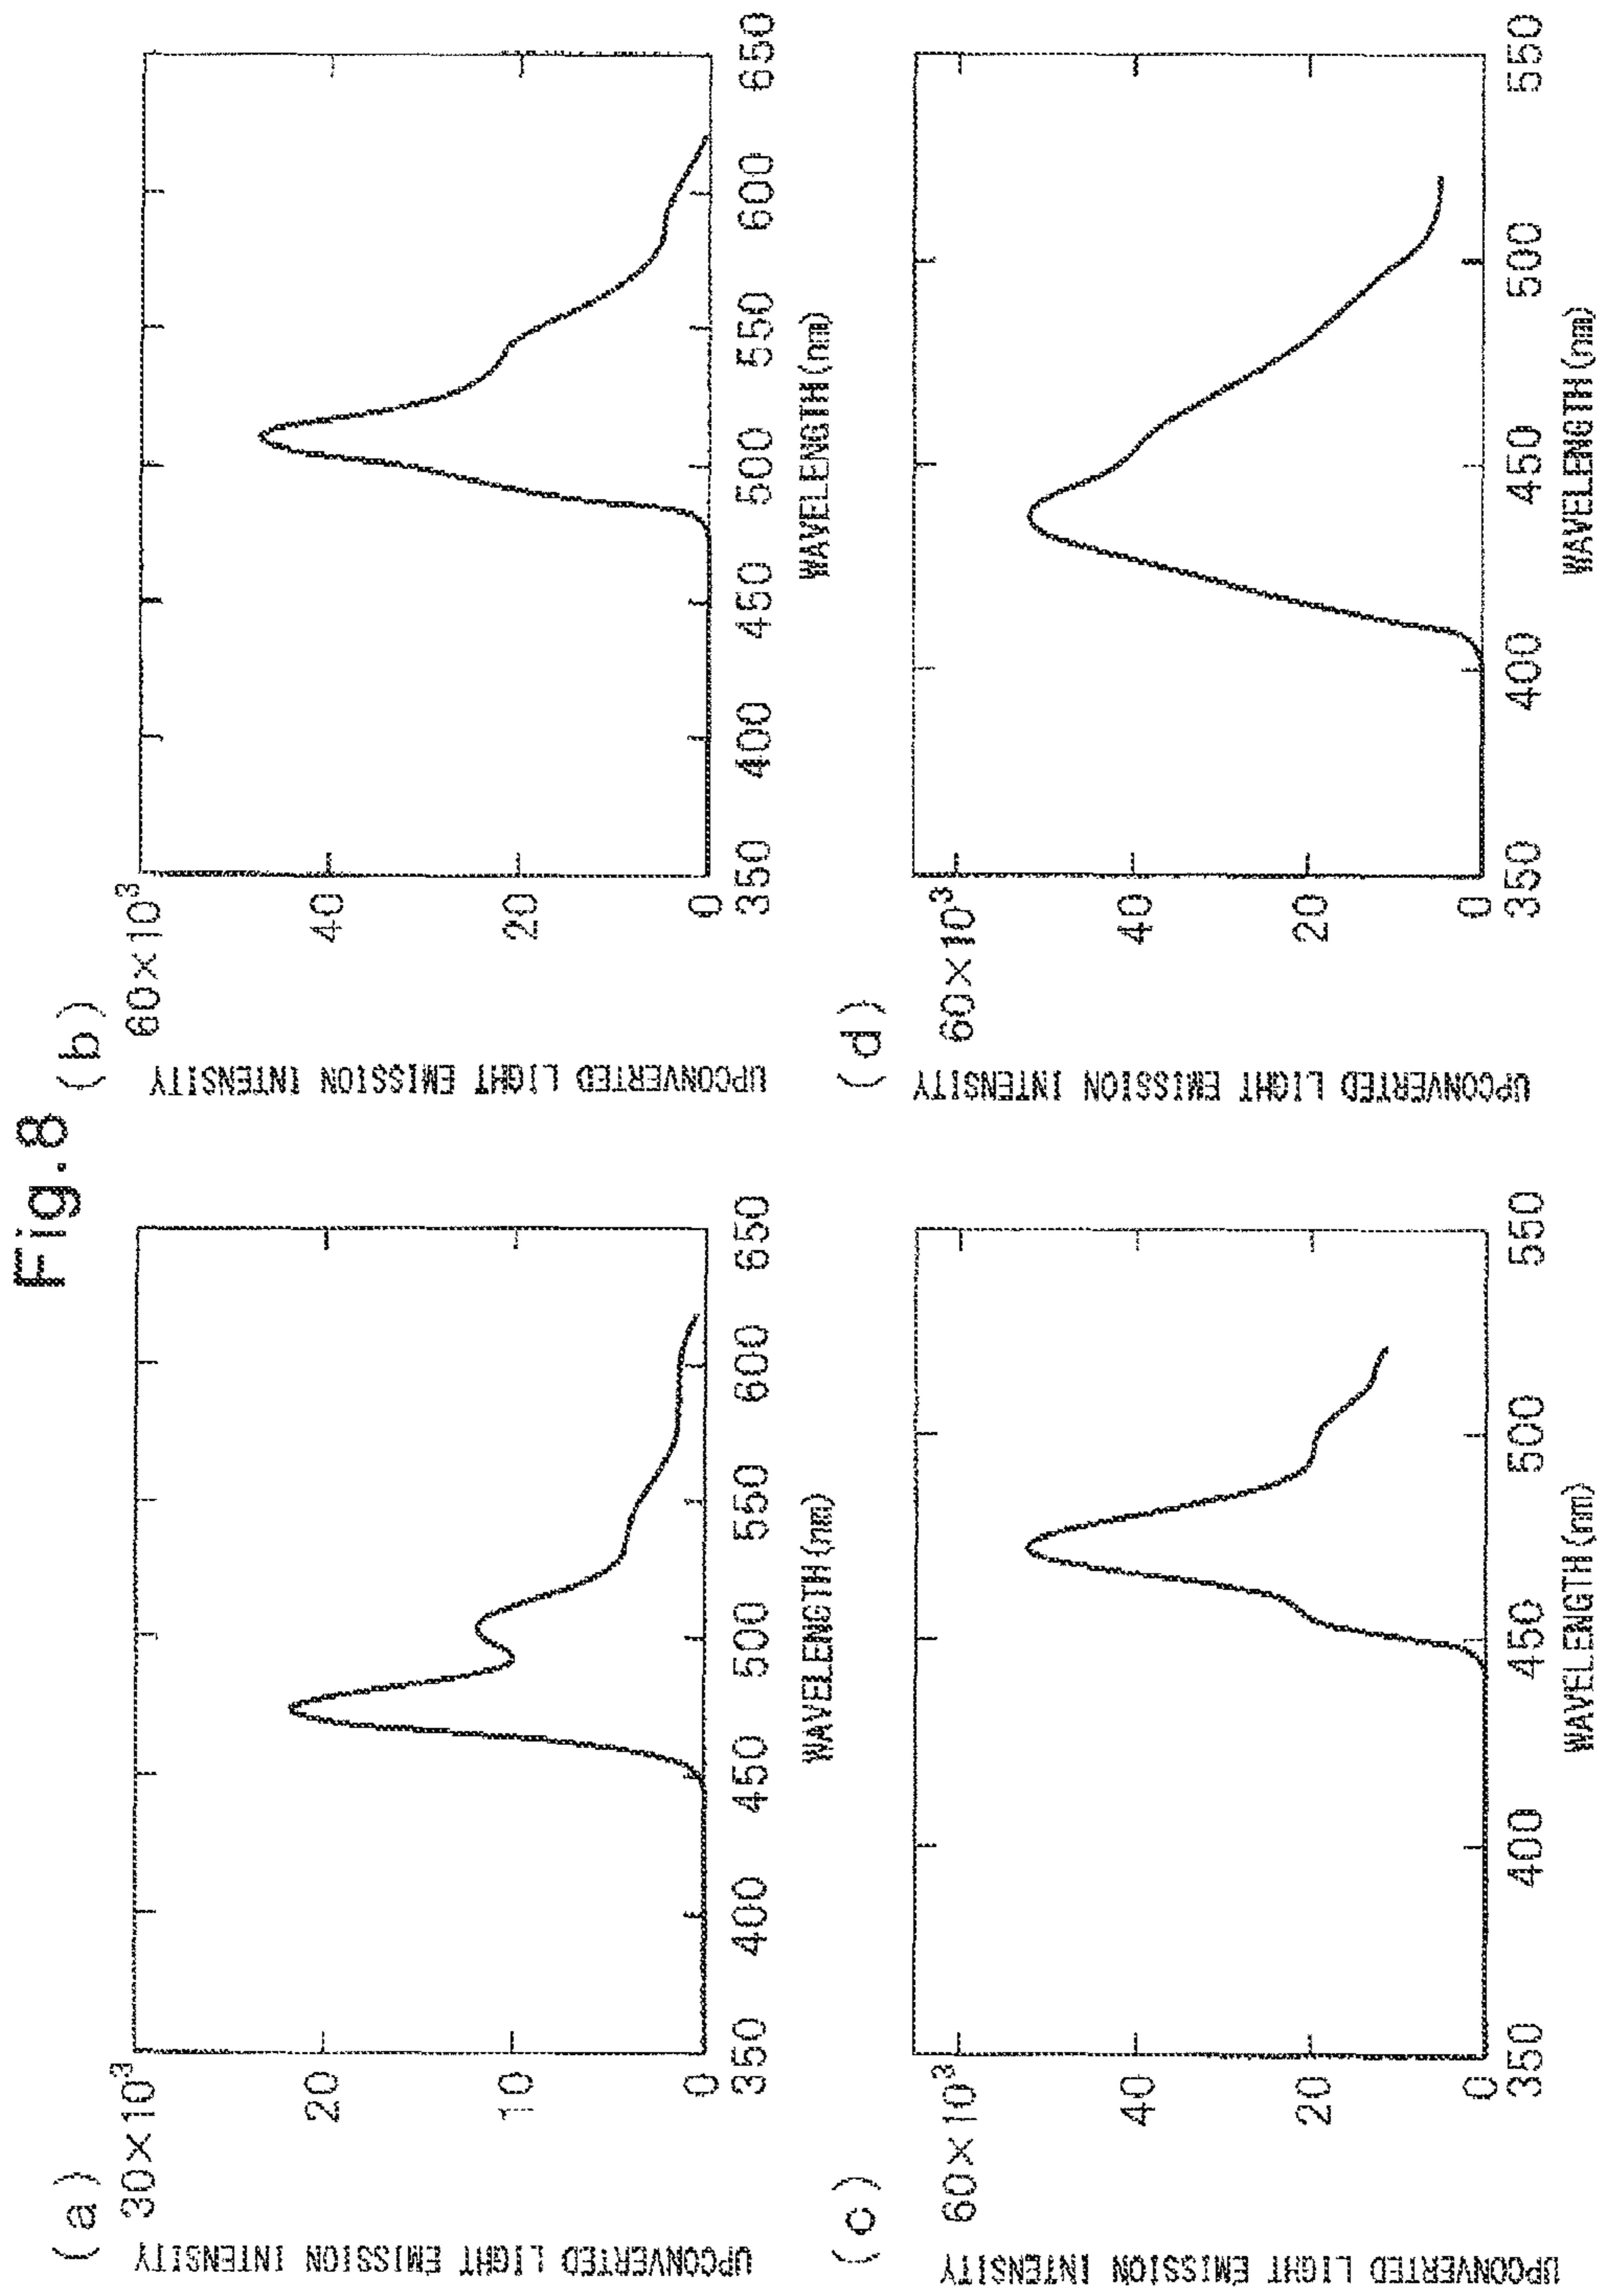 Fig.8
(a)
UPCONVERTED LIGHT EMISSION INTENSITY
30×10³
20
10
0
350 400 450 500 550 600 650
WAVELENGTH(nm)
(b)
UPCONVERTED LIGHT EMISSION INTENSITY
60×10³
40
20
0
350 400 450 500 550 600 650
WAVELENGTH(nm)
(c)
UPCONVERTED LIGHT EMISSION INTENSITY
60×10³
40
20
0
350 400 450 500 550
WAVELENGTH(nm)
(d)
UPCONVERTED LIGHT EMISSION INTENSITY
60×10³
40
20
0
350 400 450 500 550
WAVELENGTH(nm)